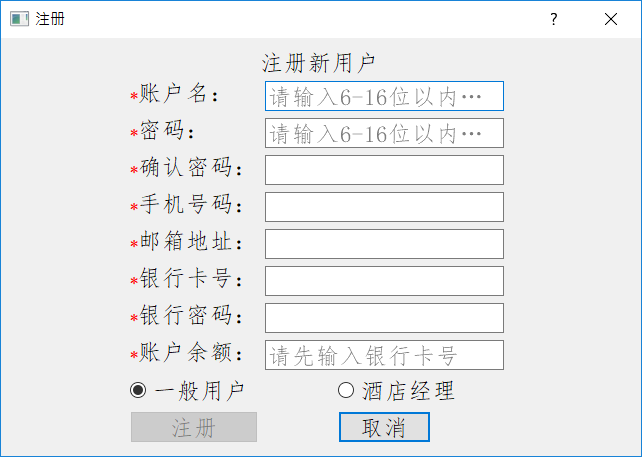 注册 ?
注册新用户
*账户名： 请输入6-16位以内…
*密码： 请输入6-16位以内…
*确认密码：
*手机号码：
*邮箱地址：
*银行卡号：
*银行密码：
*账户余额： 请先输入银行卡号
一般用户 酒店经理
注册 取消